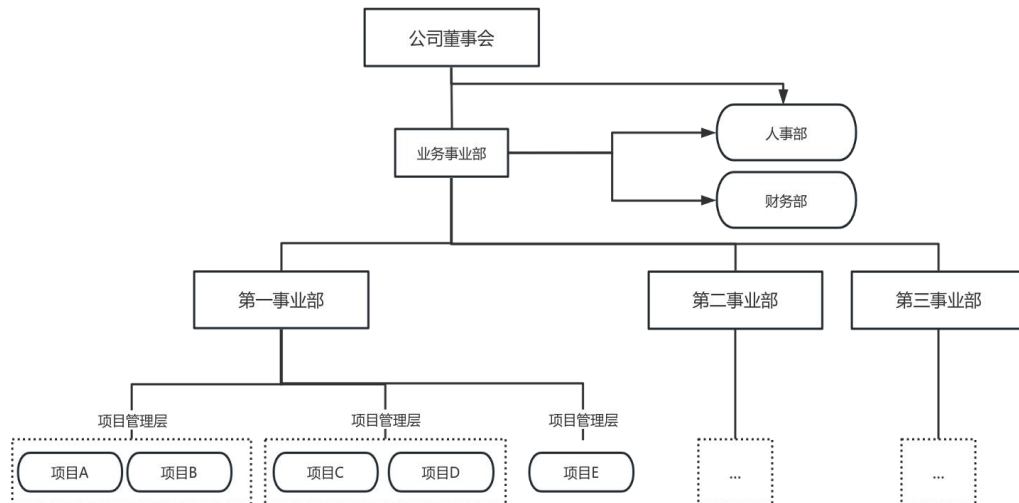 公司董事会
人事部
业务事业部
财务部
第一事业部
第二事业部
第三事业部
项目管理层
项目管理层
项目管理层
项目A
项目B
项目C
项目D
项目E
...
...